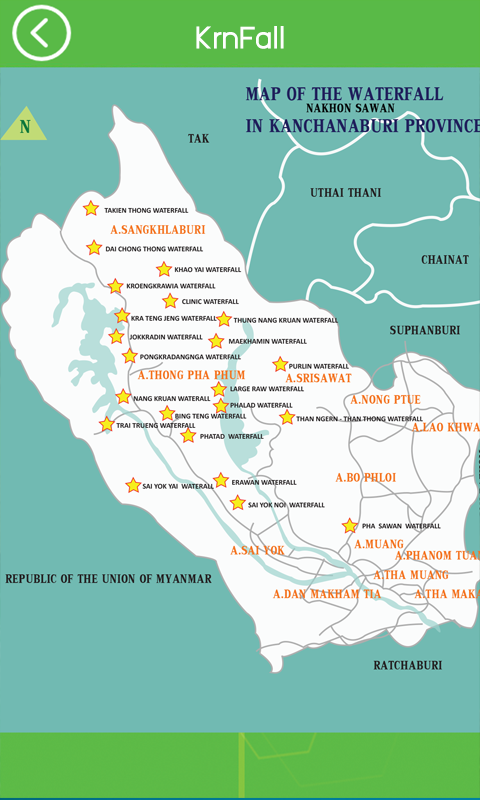 KrnFall
MAP OF THE WATERFALL
NAKHON SAWAN
IN KANCHANABURI PROVINCE
N
TAK
UTHAI THANI
TAKIEN THONG WATERFALL
A.SANGKHLABURI
DAI CHONG THONG WATERFALL
CHAINAT
KHAO YAI WATERFALL
KROENGKRAWIA WATERFALL
CLINIC WATERFALL
KRA TENG JENG WATERFALL
THUNG NANG KRUAN WATERFALL
SUPHANBURI
JOKKRADIN WATERFALL
MAEKHAMIN WATERFALL
PONGKRADANGNGA WATERFALL
PURLIN WATERFALL
A.THONG PHA PHUM
A.SRISAWAT
LARGE RAW WATERFALL
NANG KRUAN WATERALL
A.NONG PTUE
PHALAD WATERFALL
BING TENG WATERFALL
THAN NGERN - THAN THONG WATERFALL
TRAI TRUENG WATERFALL
A.LAO KHWA
PHATAD WATERFALL
A.BO PHLOI
ERAWAN WATERFALL
SAI YOK YAI WATERALL
SAI YOK NOI WATERFALL
PHA SAWAN WATERFALL
A.MUANG
A.SAI YOK
A.PHANOM TUA
A.THA MUANG
REPUBLIC OF THE UNION OF MYANMAR
A.DAN MAKHAM TIA
A.THA MAKA
RATCHABURI